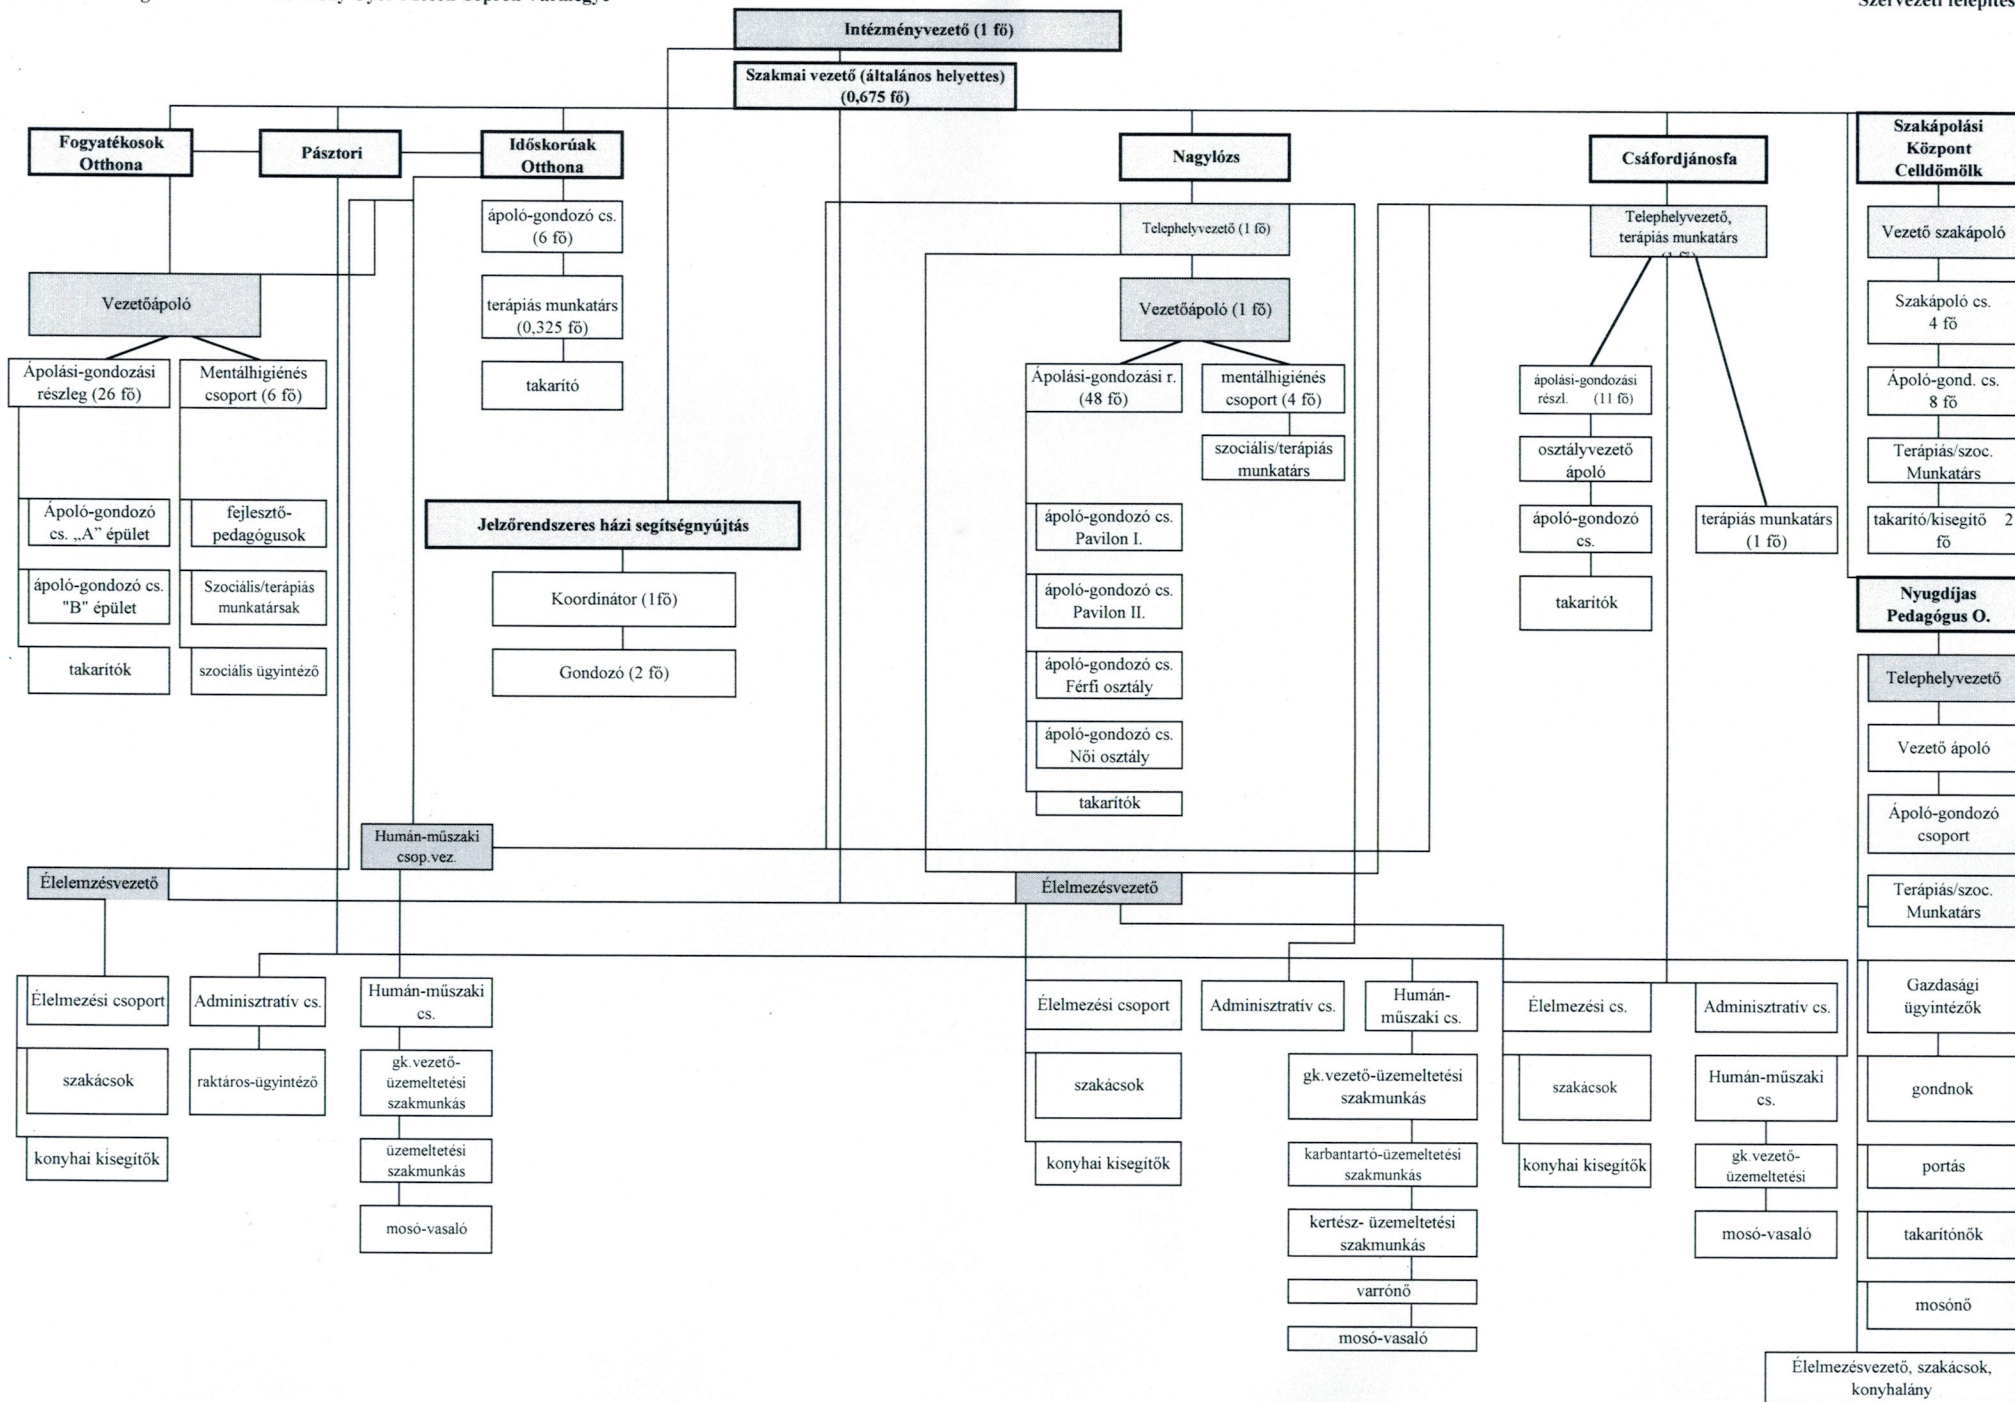 Intézményvezető (1 fő)
Szakmai vezető (általános helyettes)
(0,675 fő)
Fogyatékosok
Otthona
Pásztori
Időskorúak
Otthona
Nagylózs
Csáfordjánosfa
Szakápolási
Központ
Celldömölk
ápoló-gondozó cs.
(6 fő)
terápiás munkatárs
(0,325 fő)
takarító
Telephelyvezető (1 fő)
Telephelyvezető,
terápiás munkatárs
(1 fő)
Vezető szakápoló
Szakápoló cs.
4 fő
Ápoló-gond. cs.
8 fő
Terápiás/szoc.
Munkatárs
takarító/kisegítő 2
fő
Vezetőápoló
Ápolási-gondozási
részleg (26 fő)
Mentálhigiénés
csoport (6 fő)
Ápoló-gondozó
cs. „A” épület
ápoló-gondozó cs.
"B" épület
takarítók
fejlesztő-
pedagógusok
Szociális/terápiás
munkatársak
szociális ügyintéző
Jelzőrendszeres házi segítségnyújtás
Koordinátor (1fő)
Gondozó (2 fő)
Vezetőápoló (1 fő)
Ápolási-gondozási r.
(48 fő)
mentálhigiénés
csoport (4 fő)
szociális/terápiás
munkatárs
ápoló-gondozó cs.
Pavilon I.
ápoló-gondozó cs.
Pavilon II.
ápoló-gondozó cs.
Férfi osztály
ápoló-gondozó cs.
Női osztály
takarítók
ápolási-gondozási
részl. (11 fő)
osztályvezető
ápoló
ápoló-gondozó
cs.
takarítók
terápiás munkatárs
(1 fő)
Nyugdíjas
Pedagógus O.
Telephelyvezető
Vezető ápoló
Ápoló-gondozó
csoport
Terápiás/szoc.
Munkatárs
Humán-műszaki
csop.vez.
Élelemzésvezető
Élelmezésvezető
Élelmezési csoport
szakácsok
konyhai kisegítők
Adminisztratív cs.
raktáros-ügyintéző
Humán-műszaki
cs.
gk.vezető-
üzemeltetési
szakmunkás
üzemeltetési
szakmunkás
mosó-vasaló
Élelmezési csoport
szakácsok
konyhai kisegítők
Adminisztratív cs.
Humán-
műszaki cs.
gk.vezető-üzemeltetési
szakmunkás
karbantartó-üzemeltetési
szakmunkás
kertész- üzemeltetési
szakmunkás
varrónő
mosó-vasaló
Élelmezési cs.
szakácsok
konyhai kisegítők
Adminisztratív cs.
Humán-műszaki
cs.
gk.vezető-
üzemeltetési
mosó-vasaló
Gazdasági
ügyintézők
gondnok
portás
takarítónők
mosónő
Élelmezésvezető, szakácsok,
konyhalány